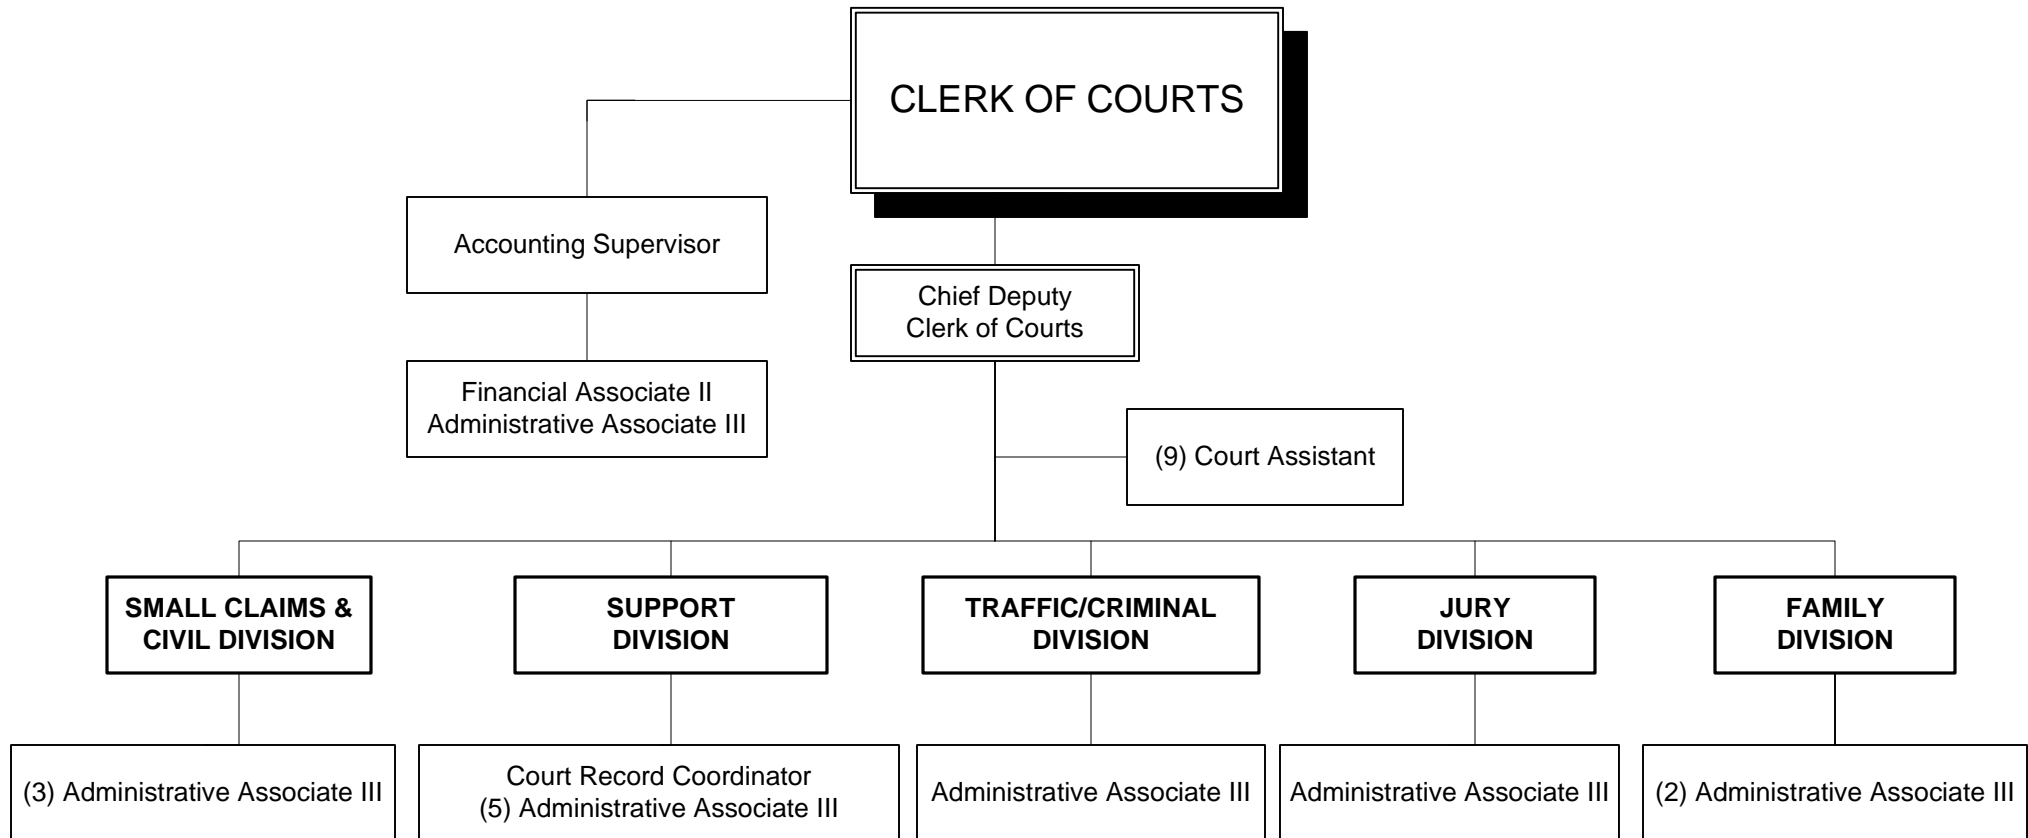 CLERK OF COURTS
Accounting Supervisor
Chief Deputy
Clerk of Courts
Financial Associate II
Administrative Associate III
(9) Court Assistant
SMALL CLAIMS &
CIVIL DIVISION
SUPPORT
DIVISION
TRAFFIC/CRIMINAL
DIVISION
JURY
DIVISION
FAMILY
DIVISION
(3) Administrative Associate III
Court Record Coordinator
(5) Administrative Associate III
Administrative Associate III
Administrative Associate III
(2) Administrative Associate III